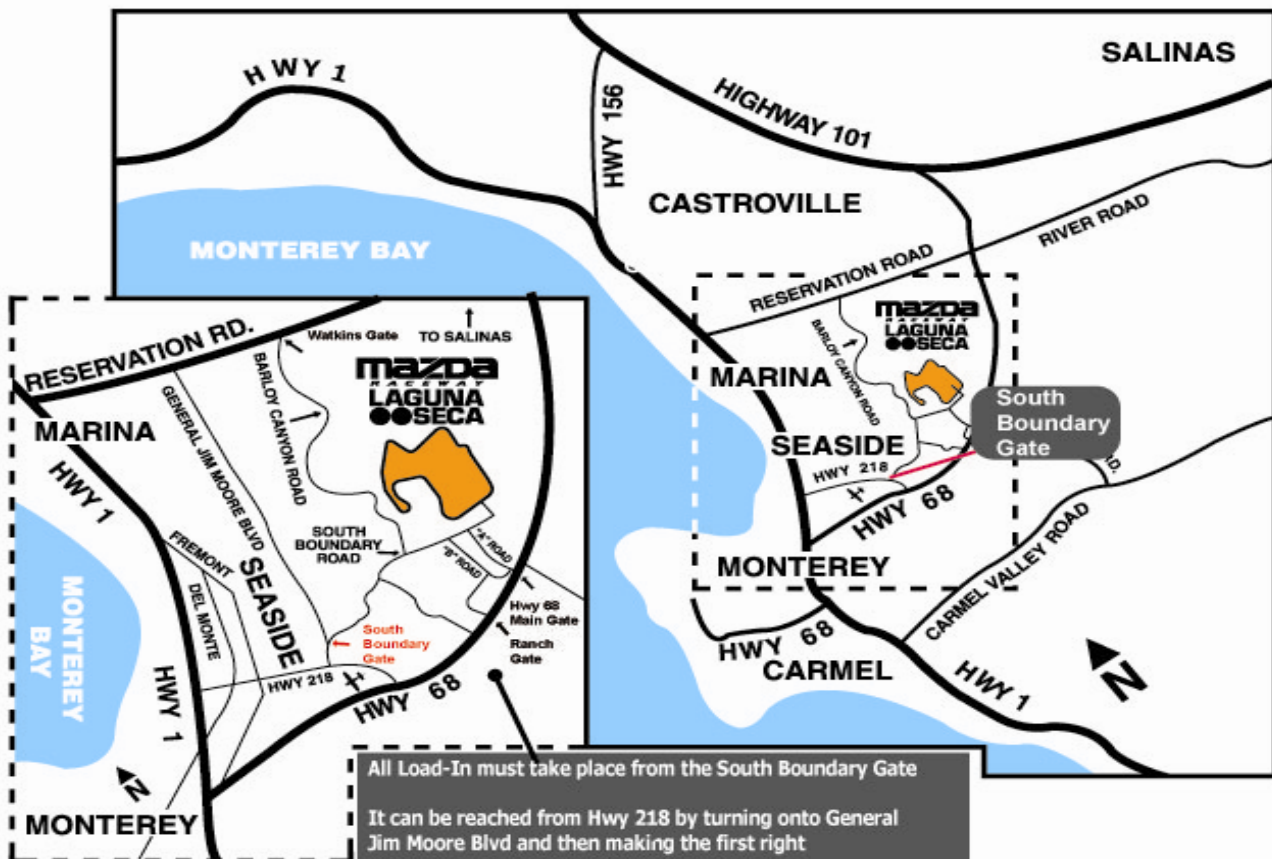 SALINAS
HWY 1
HWY 156
HIGHWAY 101
CASTROVILLE
MONTEREY BAY
RESERVATION ROAD
RIVER ROAD
mazda
RACEWAY
LAGUNA
SECA
BARLOY CANYON ROAD
MARINA
SEASIDE
HWY 218
South
Boundary
Gate
RD.
HWY 68
MONTEREY
CARMEL VALLEY ROAD
HWY 68
CARMEL
HWY 1
N
RESERVATION RD.
Watkins Gate
TO SALINAS
mazda
RACEWAY
LAGUNA
SECA
MARINA
GENERAL JIM MOORE BLVD
BARLOY CANYON ROAD
HWY 1
FREMONT
DEL MONTE
SEASIDE
SOUTH
BOUNDARY
ROAD
"A" ROAD
"B" ROAD
Hwy 68
Main Gate
Ranch
Gate
South
Boundary
Gate
MONTEREY
BAY
HWY 1
HWY 218
HWY 68
N
MONTEREY
All Load-In must take place from the South Boundary Gate
It can be reached from Hwy 218 by turning onto General
Jim Moore Blvd and then making the first right